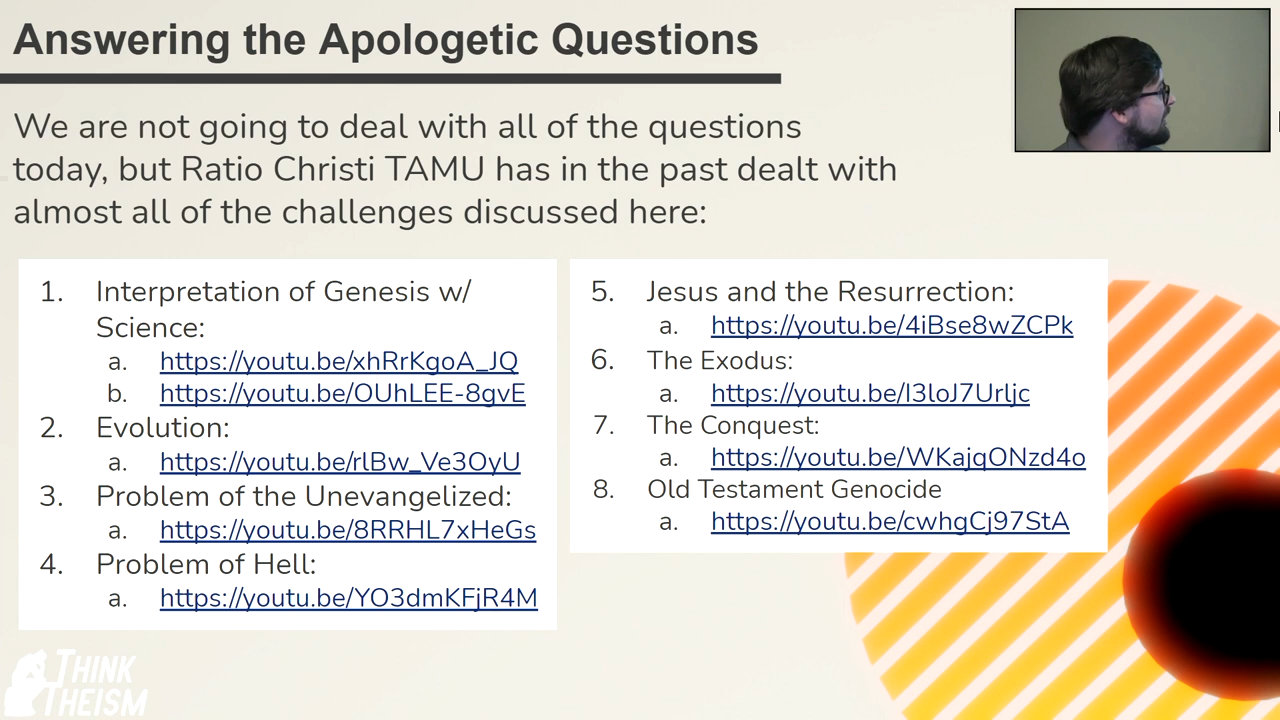 Answering the Apologetic Questions
We are not going to deal with all of the questions
today, but Ratio Christi TAMU has in the past dealt with
almost all of the challenges discussed here:
1. Interpretation of Genesis w/
Science:
a. https://youtu.be/xhRrKgoA_JQ
b. https://youtu.be/OUhLEE-8gvE
2. Evolution:
a. https://youtu.be/rlBw_Ve3OyU
3. Problem of the Unevangelized:
a. https://youtu.be/8RRHL7xHeGs
4. Problem of Hell:
a. https://youtu.be/YO3dmKFjR4M
5. Jesus and the Resurrection:
a. https://youtu.be/4iBse8wZCPk
6. The Exodus:
a. https://youtu.be/I3loJ7Urljc
7. The Conquest:
a. https://youtu.be/WKajqONzd4o
8. Old Testament Genocide
a. https://youtu.be/cwhgCj97StA
THINK
THEISM